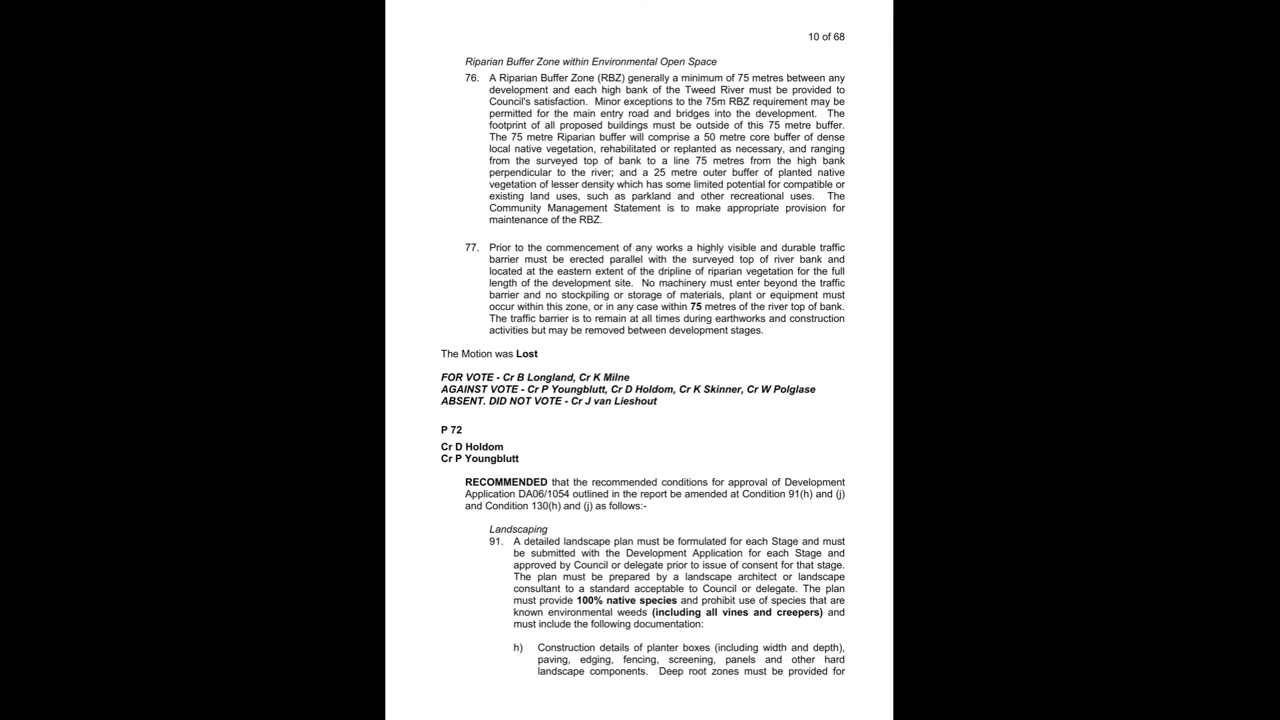 10 of 68
Riparian Buffer Zone within Environmental Open Space
76. A Riparian Buffer Zone (RBZ) generally a minimum of 75 metres between any
development and each high bank of the Tweed River must be provided to
Council's satisfaction. Minor exceptions to the 75m RBZ requirement may be
permitted for the main entry road and bridges into the development. The
footprint of all proposed buildings must be outside of this 75 metre buffer.
The 75 metre Riparian buffer will comprise a 50 metre core buffer of dense
local native vegetation, rehabilitated or replanted as necessary, and ranging
from the surveyed top of bank to a line 75 metres from the high bank
perpendicular to the river; and a 25 metre outer buffer of planted native
vegetation of lesser density which has some limited potential for compatible or
existing land uses, such as parkland and other recreational uses. The
Community Management Statement is to make appropriate provision for
maintenance of the RBZ.
77. Prior to the commencement of any works a highly visible and durable traffic
barrier must be erected parallel with the surveyed top of river bank and
located at the eastern extent of the dripline of riparian vegetation for the full
length of the development site. No machinery must enter beyond the traffic
barrier and no stockpiling or storage of materials, plant or equipment must
occur within this zone, or in any case within 75 metres of the river top of bank.
The traffic barrier is to remain at all times during earthworks and construction
activities but may be removed between development stages.
The Motion was Lost
FOR VOTE - Cr B Longland, Cr K Milne
AGAINST VOTE - Cr P Youngblutt, Cr D Holdom, Cr K Skinner, Cr W Polglase
ABSENT. DID NOT VOTE - Cr J van Lieshout
P 72
Cr D Holdom
Cr P Youngblutt
RECOMMENDED that the recommended conditions for approval of Development
Application DA06/1054 outlined in the report be amended at Condition 91(h) and (j)
and Condition 130(h) and (j) as follows:-
Landscaping
91. A detailed landscape plan must be formulated for each Stage and must
be submitted with the Development Application for each Stage and
approved by Council or delegate prior to issue of consent for that stage.
The plan must be prepared by a landscape architect or landscape
consultant to a standard acceptable to Council or delegate. The plan
must provide 100% native species and prohibit use of species that are
known environmental weeds (including all vines and creepers) and
must include the following documentation:
h) Construction details of planter boxes (including width and depth),
paving, edging, fencing, screening, panels and other hard
landscape components. Deep root zones must be provided for